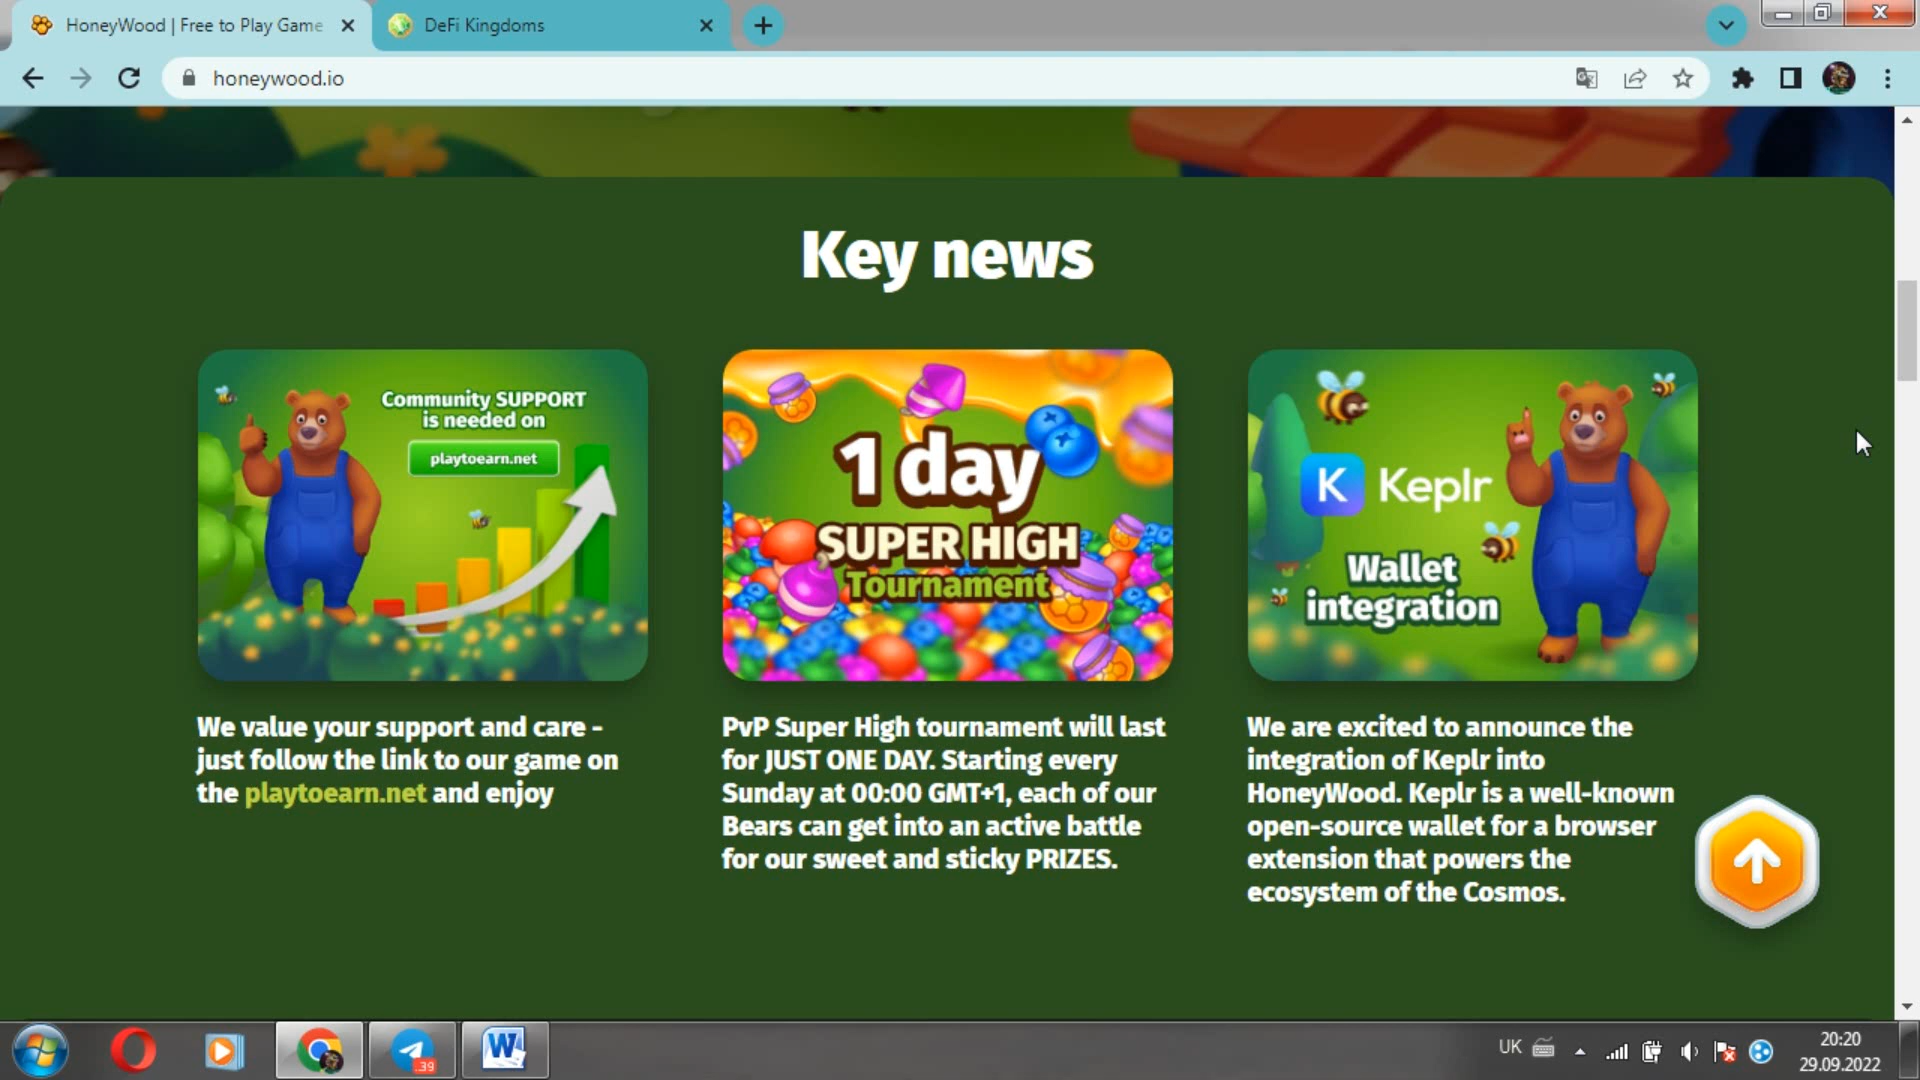 HoneyWood | Free to Play Game
DeFi Kingdoms
honeywood.io
Key news
Community SUPPORT
is needed on
playtoearn.net
1 day
SUPER HIGH
Tournament
K Keplr
Wallet
integration
We value your support and care -
just follow the link to our game on
the playtoearn.net and enjoy
PvP Super High tournament will last
for JUST ONE DAY. Starting every
Sunday at 00:00 GMT+1, each of our
Bears can get into an active battle
for our sweet and sticky PRIZES.
We are excited to announce the
integration of Keplr into
HoneyWood. Keplr is a well-known
open-source wallet for a browser
extension that powers the
ecosystem of the Cosmos.
.39
W
UK
20:20
29.09.2022